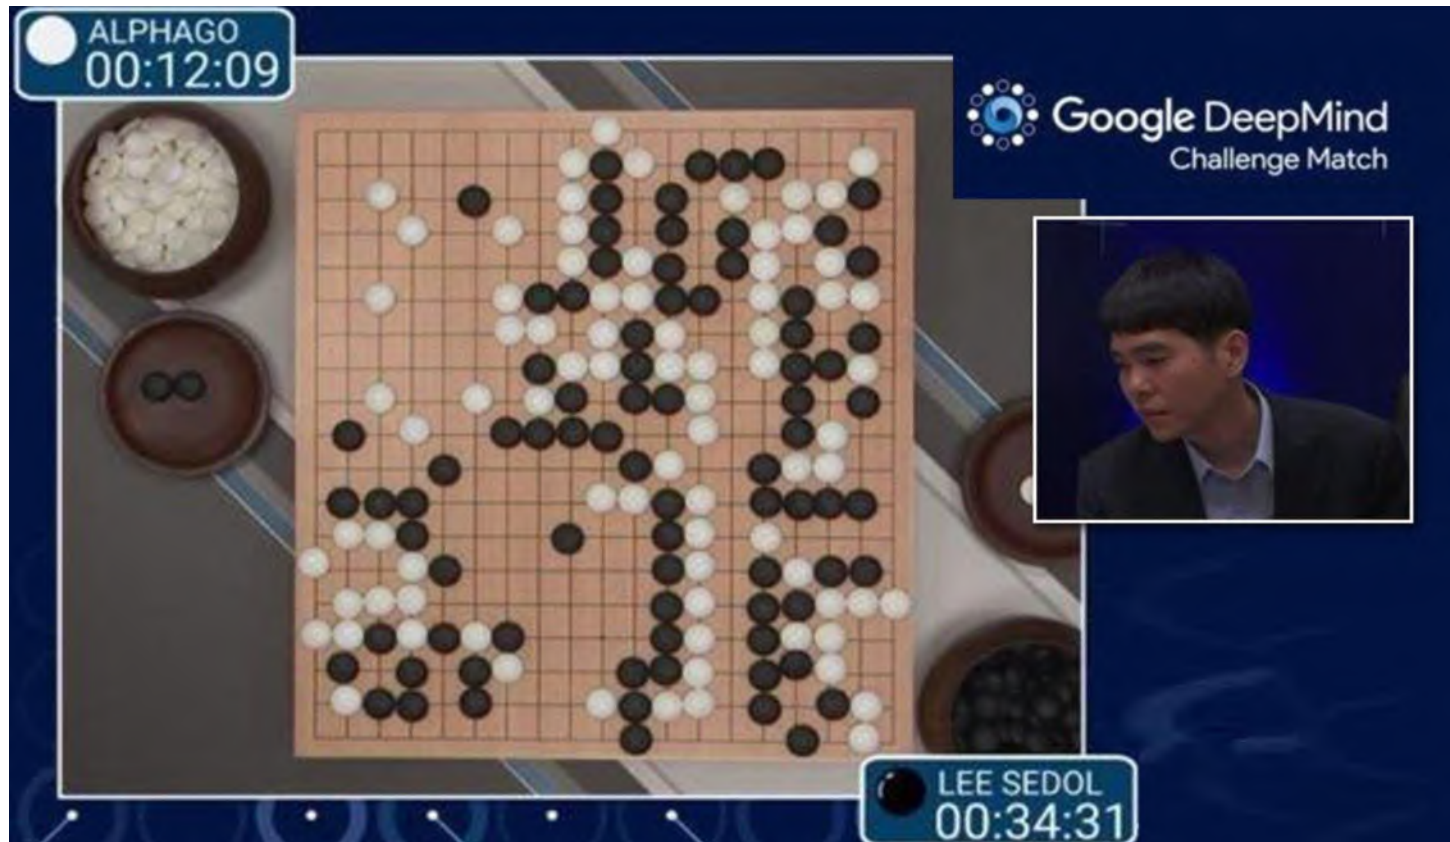 ALPHAGO
00:12:09
Google DeepMind
Challenge Match
LEE SEDOL
00:34:31